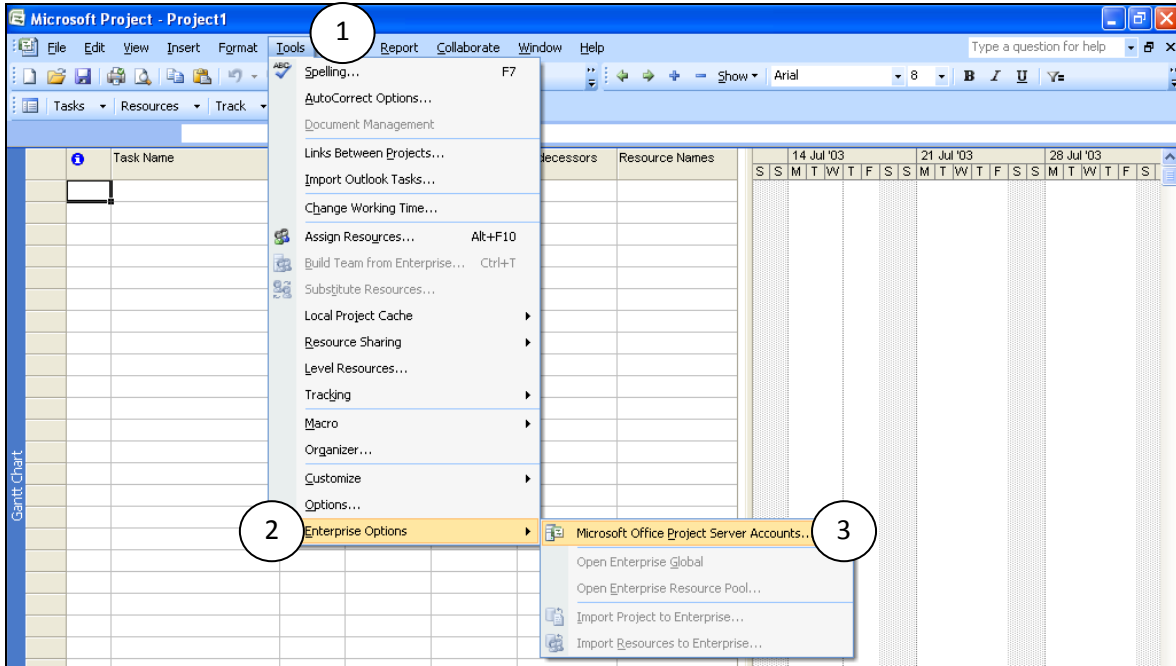 Microsoft Project - Project1
File Edit View Insert Format Tools 1 Report Collaborate Window Help Type a question for help
Show Arial 8 B I U
Tasks Resources Track
ABC Spelling... F7
AutoCorrect Options...
Document Management
Links Between Projects...
Import Outlook Tasks...
Change Working Time...
Assign Resources... Alt+F10
Build Team from Enterprise... Ctrl+T
Substitute Resources...
Local Project Cache
Resource Sharing
Level Resources...
Tracking
Macro
Organizer...
Customize
Options...
2 Enterprise Options
Microsoft Office Project Server Accounts... 3
Open Enterprise Global
Open Enterprise Resource Pool...
Import Project to Enterprise...
Import Resources to Enterprise...
Task Name decessors Resource Names
14 Jul '03 21 Jul '03 28 Jul '03
S S M T W T F S S M T W T F S S M T W T F S
Gantt Chart